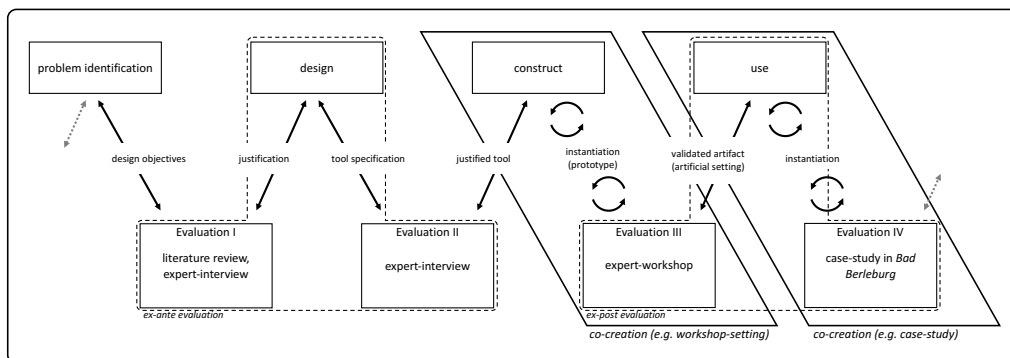 problem identification
design
construct
use
design objectives
justification
tool specification
justified tool
instantiation
(prototype)
validated artifact
(artificial setting)
instantiation
Evaluation I
literature review,
expert-interview
Evaluation II
expert-interview
Evaluation III
expert-workshop
Evaluation IV
case-study in Bad
Berleburg
ex-ante evaluation
ex-post evaluation
co-creation (e.g. workshop-setting)
co-creation (e.g. case-study)